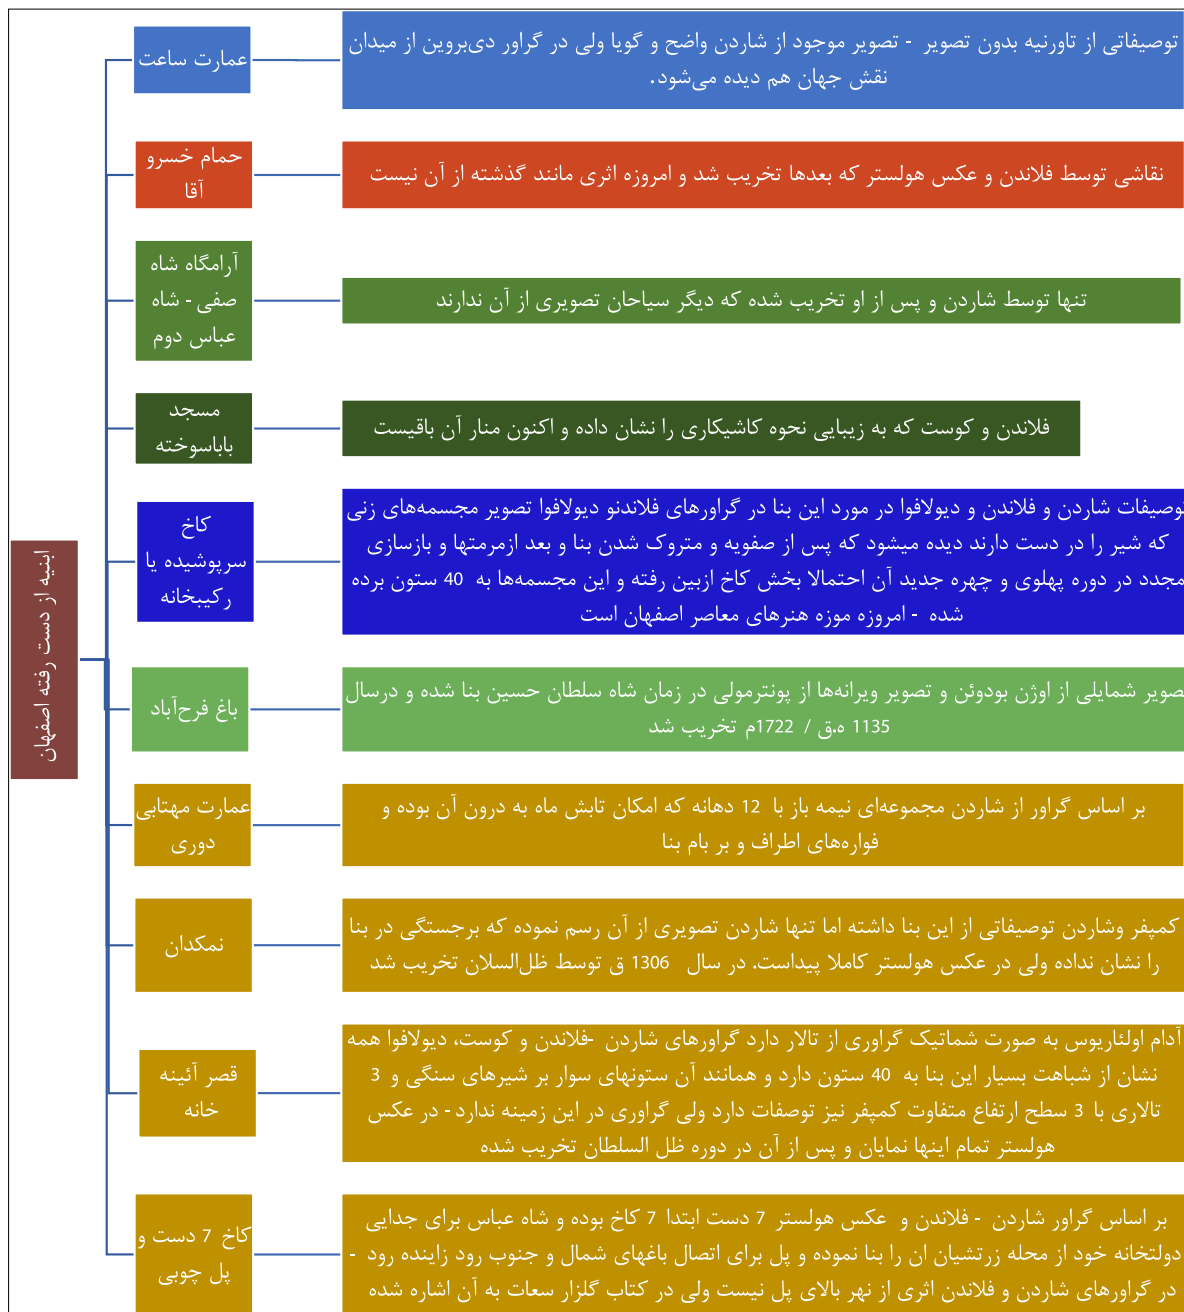 ابنیه از دست رفته اصفهان
عمارت ساعت
توصیفاتی از تاورنیه بدون تصویر - تصویر موجود از شاردن واضح و گویا ولی در گراور دی‌بروین از میدان
نقش جهان هم دیده می‌شود.
حمام خسرو
آقا
نقاشی توسط فلاندن و عکس هولستر که بعدها تخریب شد و امروزه اثری مانند گذشته از آن نیست
آرامگاه شاه
صفی - شاه
عباس دوم
تنها توسط شاردن و پس از او تخریب شده که دیگر سیاحان تصویری از آن ندارند
مسجد
باباسوخته
فلاندن و کوست که به زیبایی نحوه کاشیکاری را نشان داده و اکنون منار آن باقیست
کاخ
سرپوشیده یا
رکیبخانه
توصیفات شاردن و فلاندن و دیولافوا در مورد این بنا در گراورهای فلاندنو دیولافوا تصویر مجسمه‌های زنی
که شیر را در دست دارند دیده میشود که پس از صفویه و متروک شدن بنا و بعد ازمرمتها و بازسازی
مجدد در دوره پهلوی و چهره جدید آن احتمالا بخش کاخ ازبین رفته و این مجسمه‌ها به 40 ستون برده
شده - امروزه موزه هنرهای معاصر اصفهان است
باغ فرح‌آباد
تصویر شمایلی از اوژن بودوئن و تصویر ویرانه‌ها از پونترمولی در زمان شاه سلطان حسین بنا شده و درسال
1135 ه.ق / 1722م تخریب شد
عمارت مهتابی
دوری
بر اساس گراور از شاردن مجموعه‌ای نیمه باز با 12 دهانه که امکان تابش ماه به درون آن بوده و
فواره‌های اطراف و بر بام بنا
نمکدان
کمپفر وشاردن توصیفاتی از این بنا داشته اما تنها شاردن تصویری از آن رسم نموده که برجستگی در بنا
را نشان نداده ولی در عکس هولستر کاملا پیداست. در سال 1306 ق توسط ظل‌السلان تخریب شد
قصر آئینه
خانه
آدام اولئاریوس به صورت شماتیک گراوری از تالار دارد گراورهای شاردن -فلاندن و کوست، دیولافوا همه
نشان از شباهت بسیار این بنا به 40 ستون دارد و همانند آن ستونهای سوار بر شیرهای سنگی و 3
تالاری با 3 سطح ارتفاع متفاوت کمپفر نیز توصفات دارد ولی گراوری در این زمینه ندارد - در عکس
هولستر تمام اینها نمایان و پس از آن در دوره ظل السلطان تخریب شده
کاخ 7 دست و
پل چوبی
بر اساس گراور شاردن - فلاندن و عکس هولستر 7 دست ابتدا 7 کاخ بوده و شاه عباس برای جدایی
دولتخانه خود از محله زرتشیان ان را بنا نموده و پل برای اتصال باغهای شمال و جنوب رود زاینده رود -
در گراورهای شاردن و فلاندن اثری از نهر بالای پل نیست ولی در کتاب گلزار سعات به آن اشاره شده